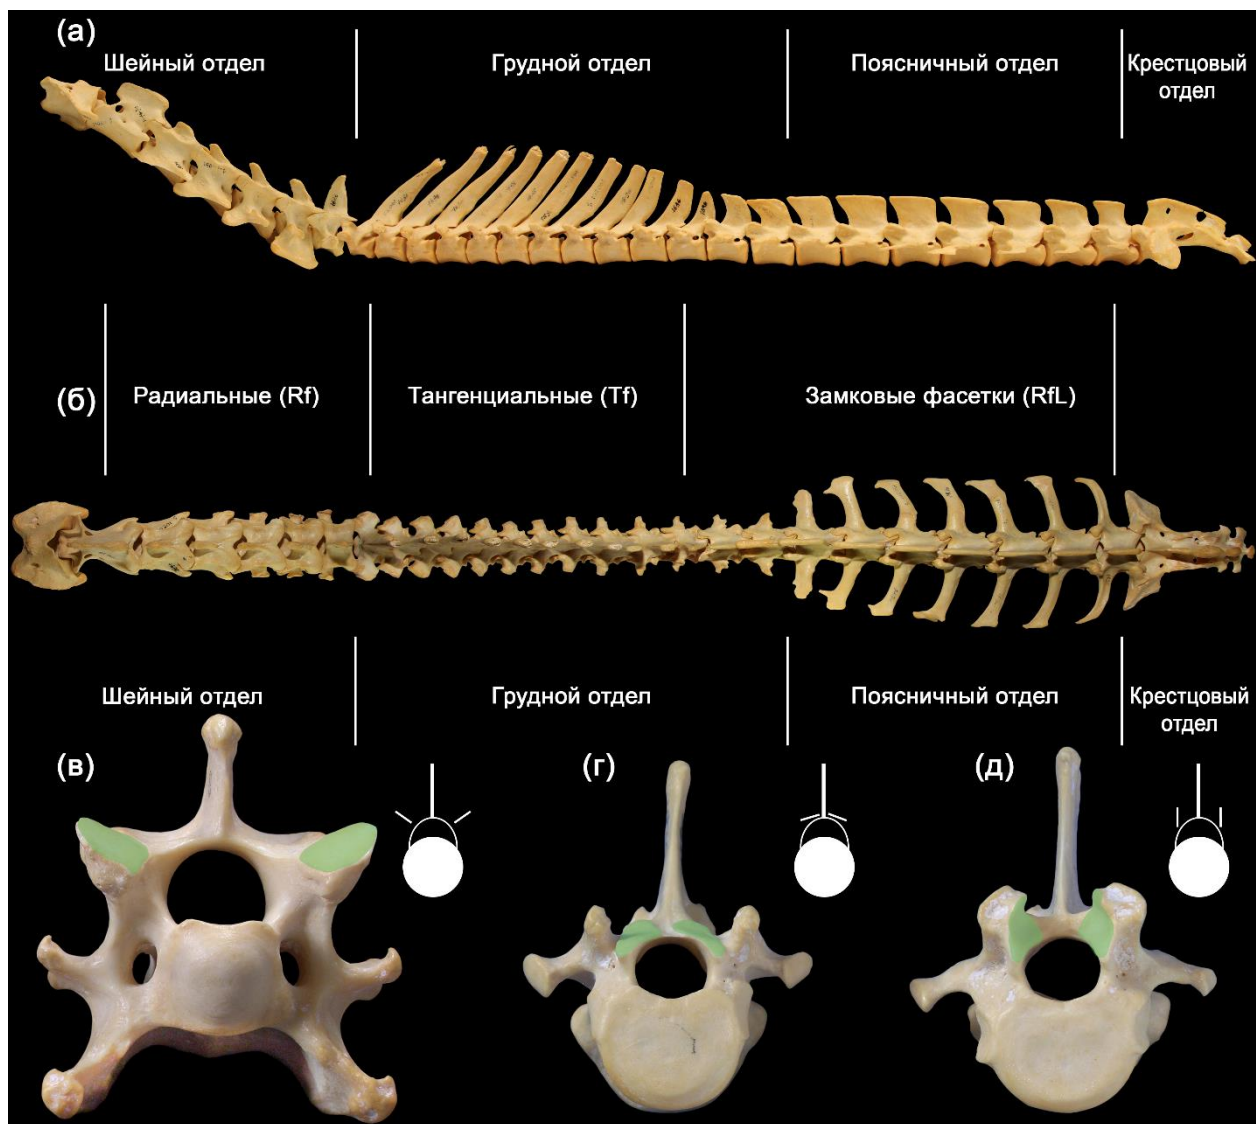 (а)
Шейный отдел
Грудной отдел
Поясничный отдел
Крестцовый
отдел
(б)
Радиальные (Rf)
Тангенциальные (Tf)
Замковые фасетки (RfL)
Шейный отдел
Грудной отдел
Поясничный отдел
Крестцовый
отдел
(в)
(г)
(д)